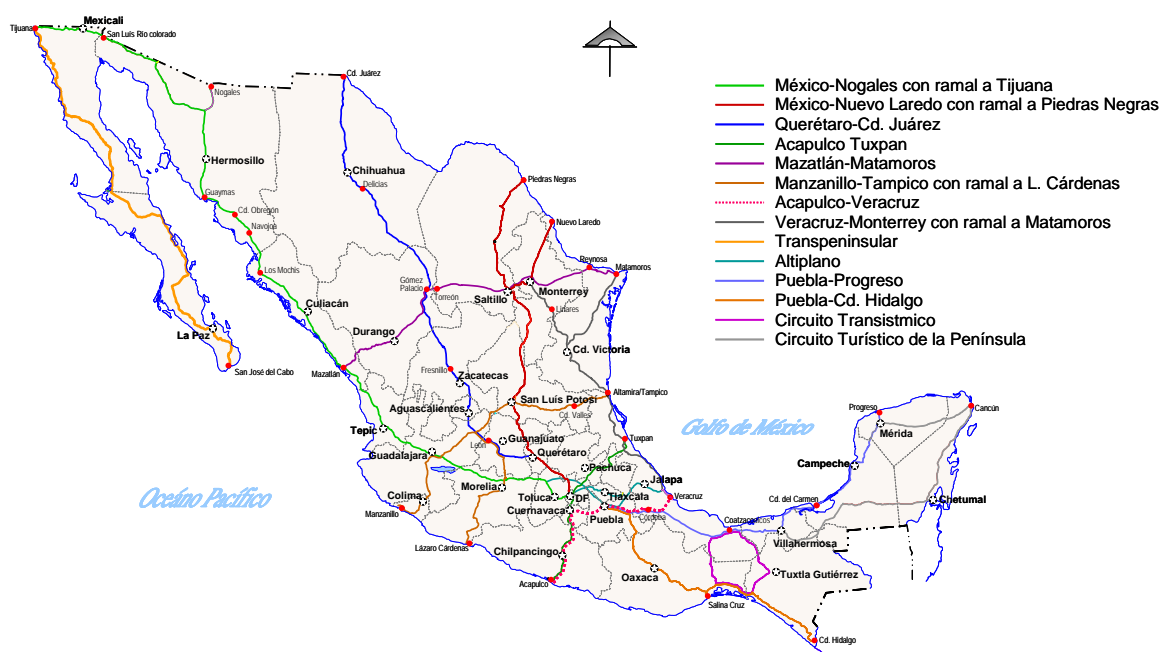 Tijuana
Mexicali
San Luis Río colorado
Nogales
Cd. Juárez
México-Nogales con ramal a Tijuana
México-Nuevo Laredo con ramal a Piedras Negras
Querétaro-Cd. Juárez
Acapulco Tuxpan
Mazatlán-Matamoros
Manzanillo-Tampico con ramal a L. Cárdenas
Acapulco-Veracruz
Veracruz-Monterrey con ramal a Matamoros
Transpeninsular
Altiplano
Puebla-Progreso
Puebla-Cd. Hidalgo
Circuito Transistmico
Circuito Turístico de la Península
Hermosillo
Chihuahua
Delicias
Piedras Negras
Guaymas
Cd. Obregón
Navojoa
Nuevo Laredo
Los Mochis
Reynosa
Matamoros
Gómez
Palacio
Torreón
Saltillo
Monterrey
Culiacán
Linares
La Paz
Durango
Cd. Victoria
San José del Cabo
Mazatlán
Fresnillo
Zacatecas
Altamira/Tampico
San Luís Potosí
Cd. Valles
Aguascalientes
Tepic
León
Guanajuato
Tuxpan
Golfo de México
Progreso
Cancún
Mérida
Guadalajara
Querétaro
Pachuca
Campeche
Jalapa
Morelia
Toluca
DF
Tlaxcala
Veracruz
Océano Pacífico
Colima
Manzanillo
Cuernavaca
Puebla
Córdoba
Cd. del Carmen
Chetumal
Coatzacoalcos
Villahermosa
Lázaro Cárdenas
Chilpancingo
Oaxaca
Tuxtla Gutiérrez
Acapulco
Salina Cruz
Cd. Hidalgo